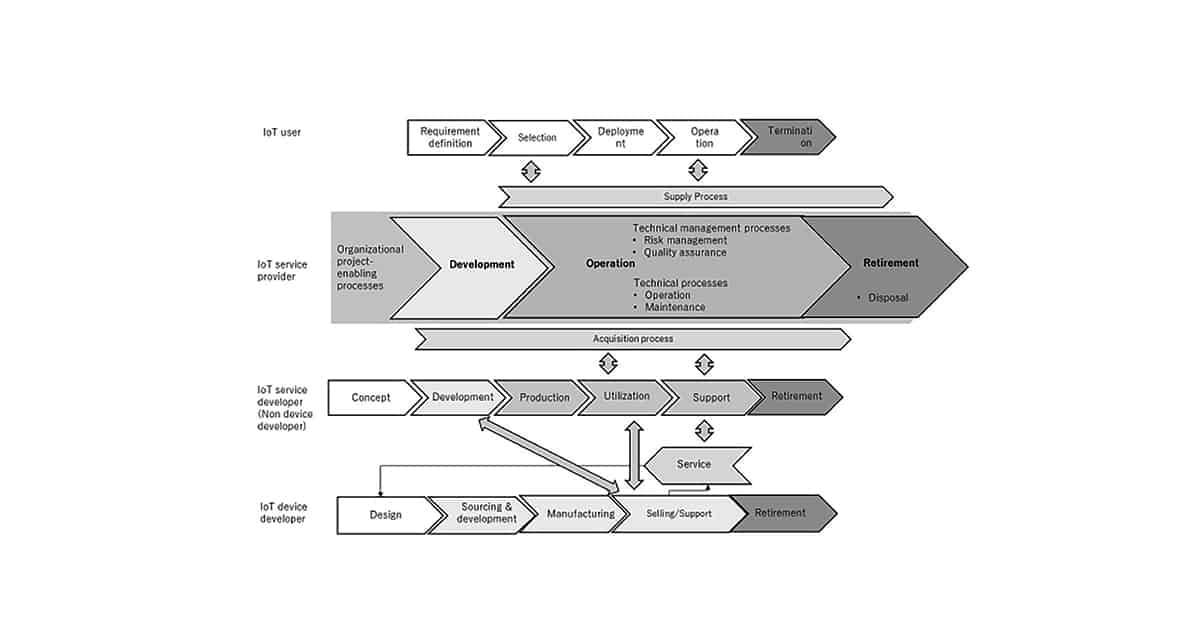 IoT user
Requirement
definition
Selection
Deployme
nt
Opera
tion
Terminati
on
Supply Process
IoT service
provider
Organizational
project-
enabling
processes
Development
Operation
Technical management processes
• Risk management
• Quality assurance
Technical processes
• Operation
• Maintenance
Retirement
• Disposal
Acquisition process
IoT service
developer
(Non device
developer)
Concept
Development
Production
Utilization
Support
Retirement
Service
IoT device
developer
Design
Sourcing &
development
Manufacturing
Selling/Support
Retirement